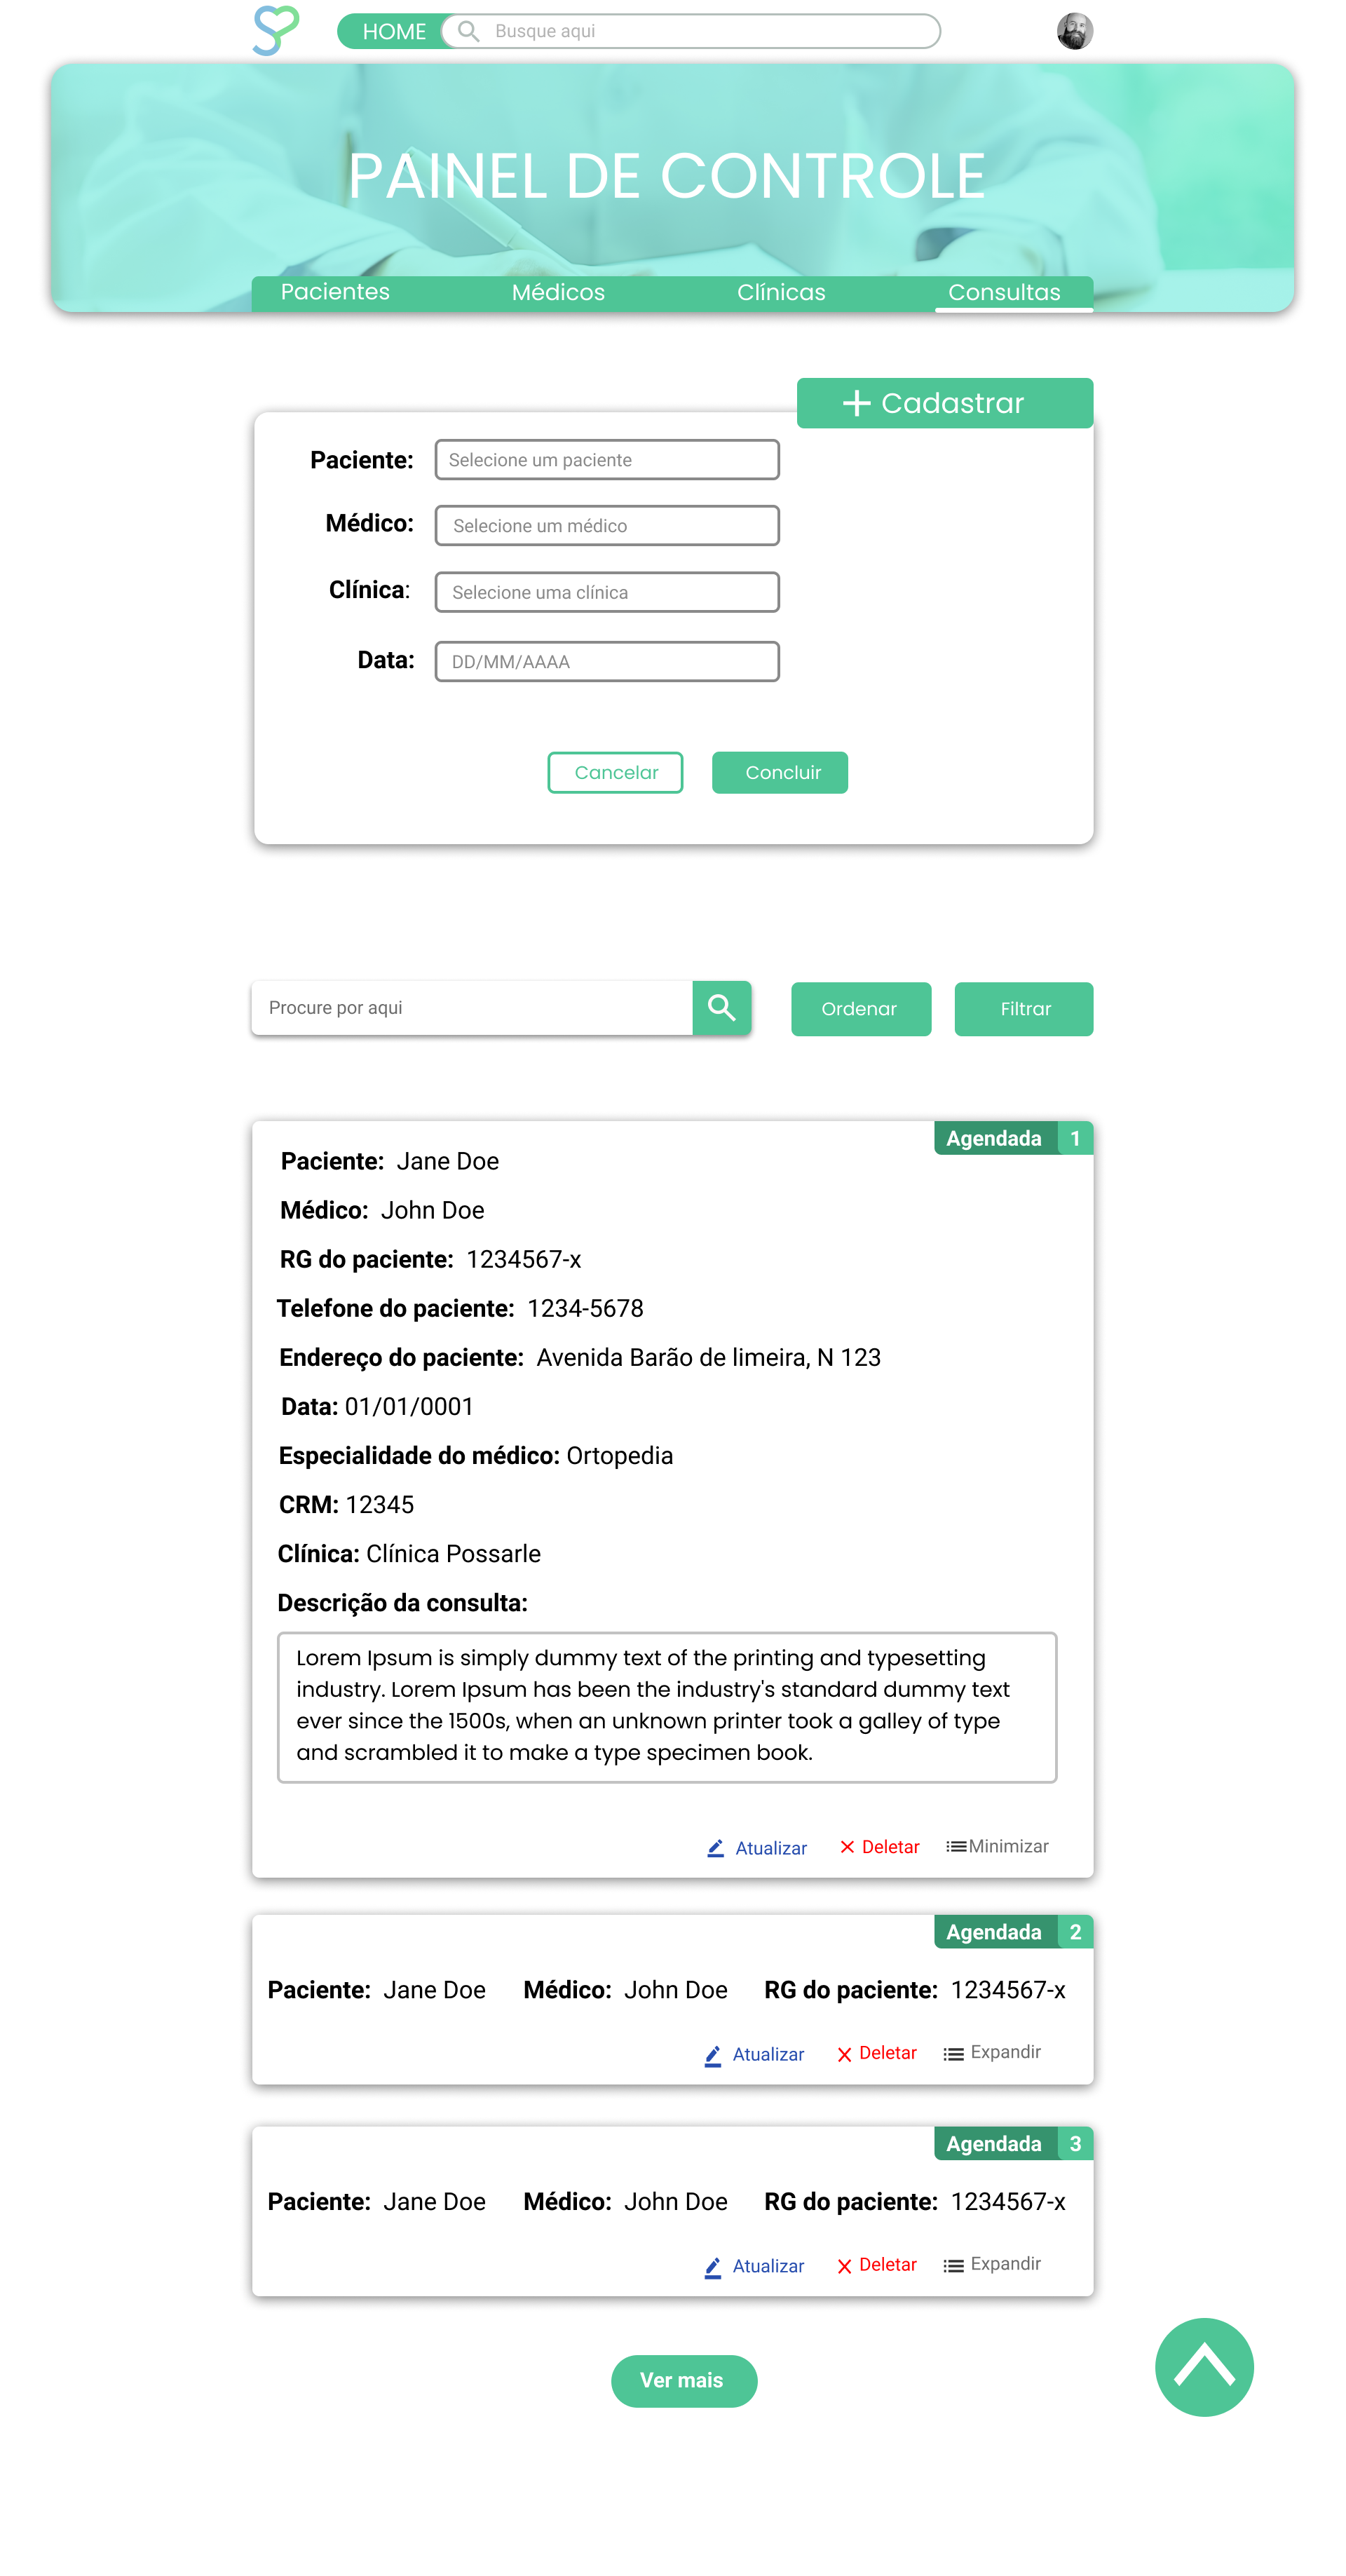 HOME
Busque aqui
PAINEL DE CONTROLE
Pacientes Médicos Clínicas Consultas
+ Cadastrar
Paciente: Selecione um paciente
Médico: Selecione um médico
Clínica: Selecione uma clínica
Data: DD/MM/AAAA
Cancelar Concluir
Procure por aqui Ordenar Filtrar
Agendada 1
Paciente: Jane Doe
Médico: John Doe
RG do paciente: 1234567-x
Telefone do paciente: 1234-5678
Endereço do paciente: Avenida Barão de limeira, N 123
Data: 01/01/0001
Especialidade do médico: Ortopedia
CRM: 12345
Clínica: Clínica Possarle
Descrição da consulta:
Lorem Ipsum is simply dummy text of the printing and typesetting
industry. Lorem Ipsum has been the industry's standard dummy text
ever since the 1500s, when an unknown printer took a galley of type
and scrambled it to make a type specimen book.
Atualizar Deletar Minimizar
Agendada 2
Paciente: Jane Doe Médico: John Doe RG do paciente: 1234567-x
Atualizar Deletar Expandir
Agendada 3
Paciente: Jane Doe Médico: John Doe RG do paciente: 1234567-x
Atualizar Deletar Expandir
Ver mais